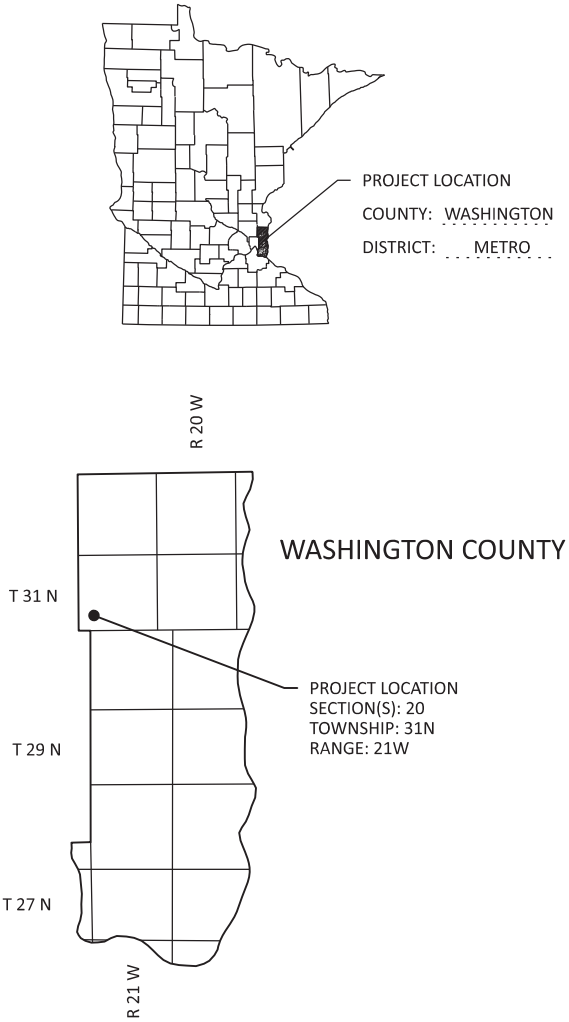 PROJECT LOCATION
COUNTY: WASHINGTON
DISTRICT: METRO
R 20 W
WASHINGTON COUNTY
T 31 N
PROJECT LOCATION
SECTION(S): 20
TOWNSHIP: 31N
RANGE: 21W
T 29 N
T 27 N
R 21 W